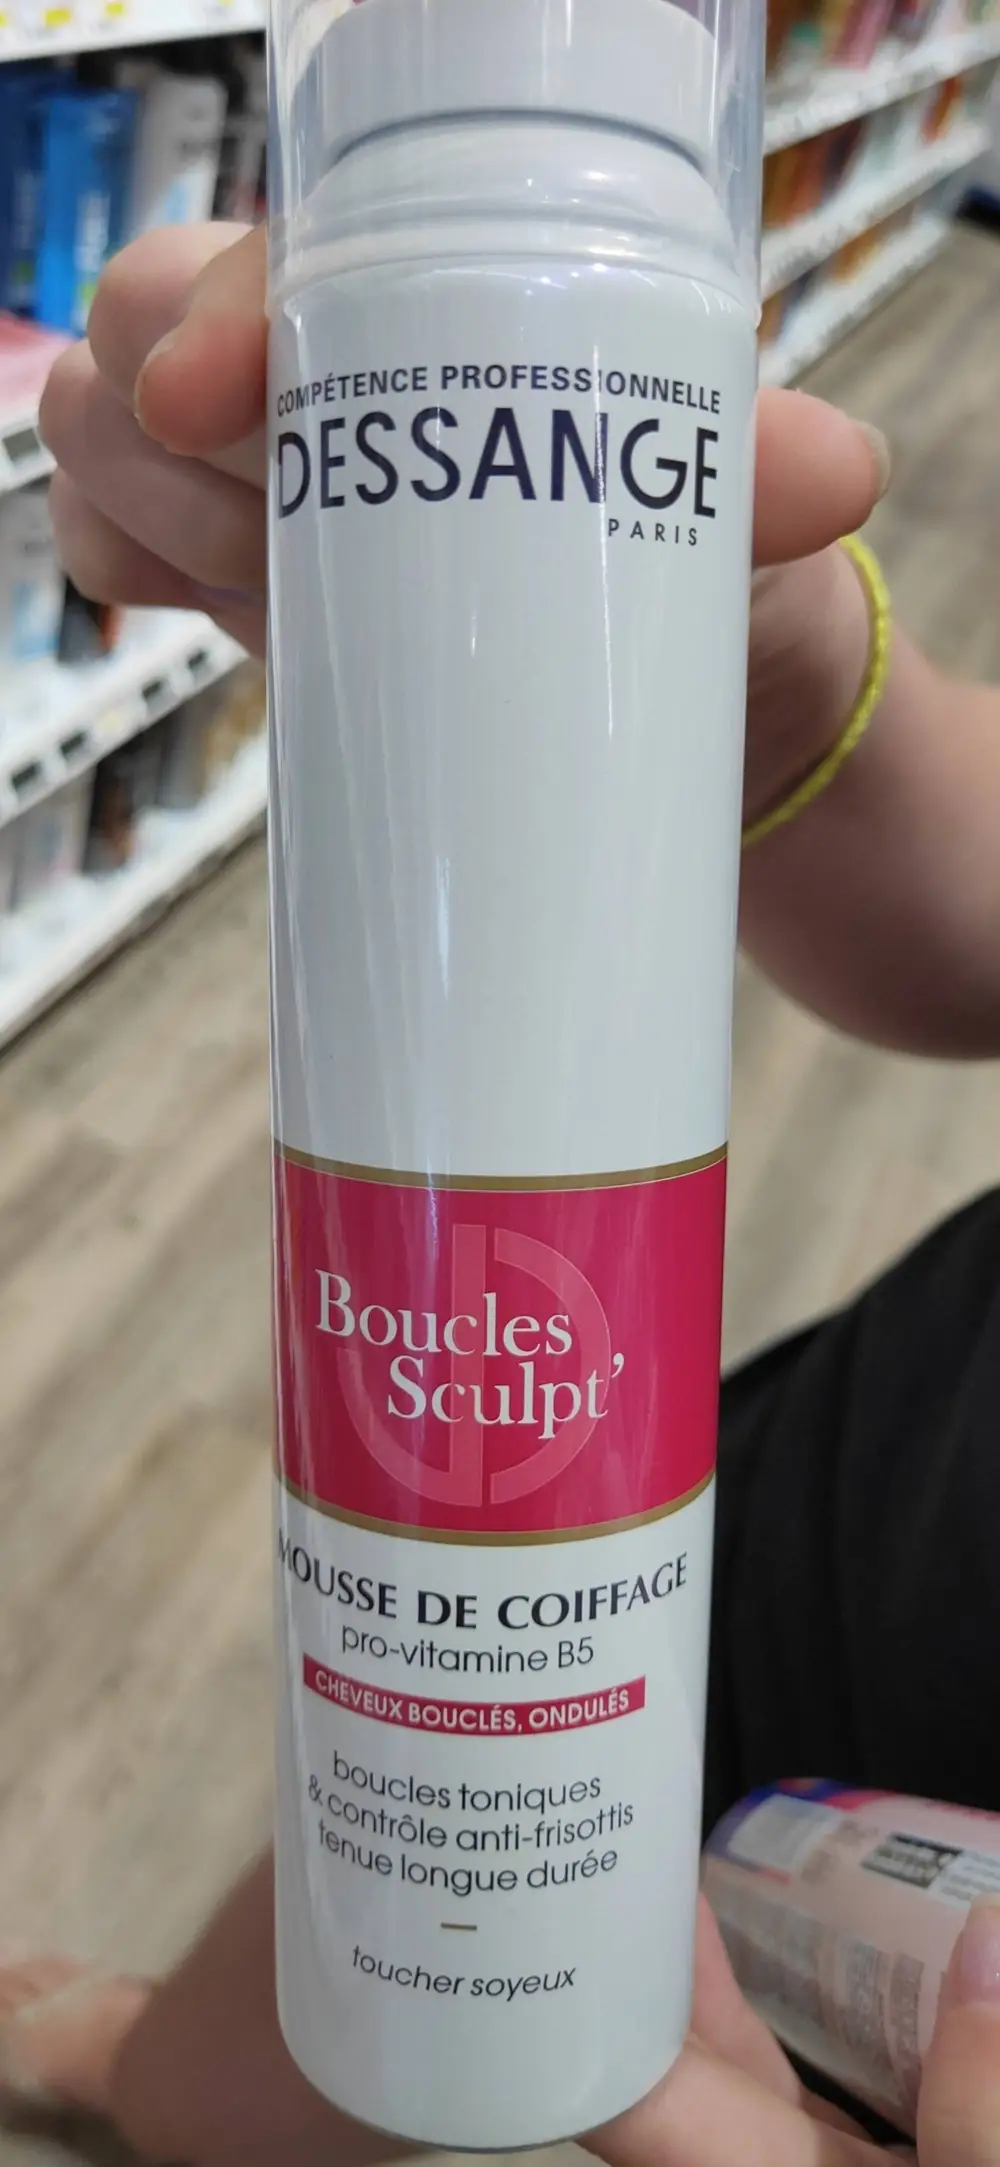 COMPÉTENCE PROFESSIONNELLE
DESSANGE
PARIS
Boucles
Sculpt'
MOUSSE DE COIFFAGE
pro-vitamine B5
CHEVEUX BOUCLÉS, ONDULÉS
boucles toniques
& contrôle anti-frisottis
tenue longue durée
toucher soyeux